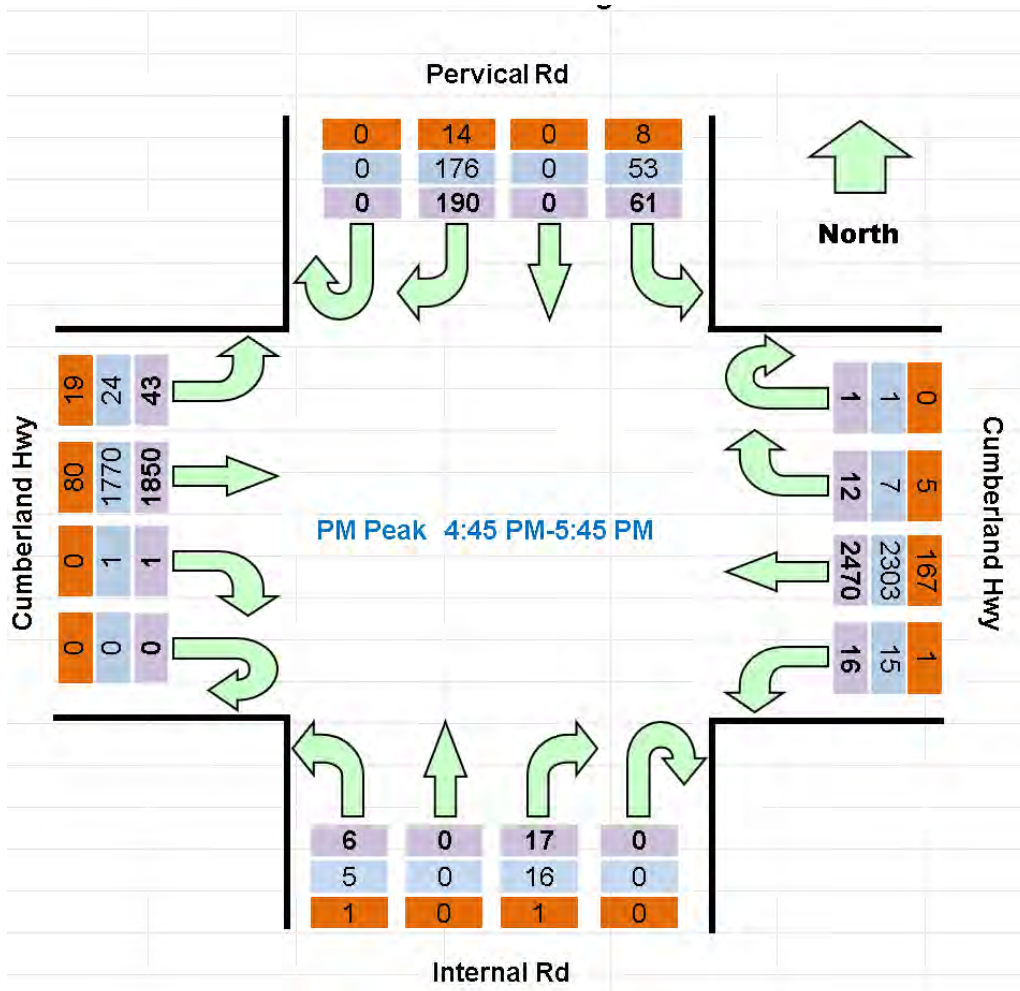 Pervical Rd
0 14 0 8
0 176 0 53
0 190 0 61
North
19 24 43
80 1770 1850
0 1 1
0 0 0
Cumberland Hwy
PM Peak 4:45 PM-5:45 PM
1 1 0
12 7 5
2470 2303 167
16 15 1
Cumberland Hwy
6 0 17 0
5 0 16 0
1 0 1 0
Internal Rd